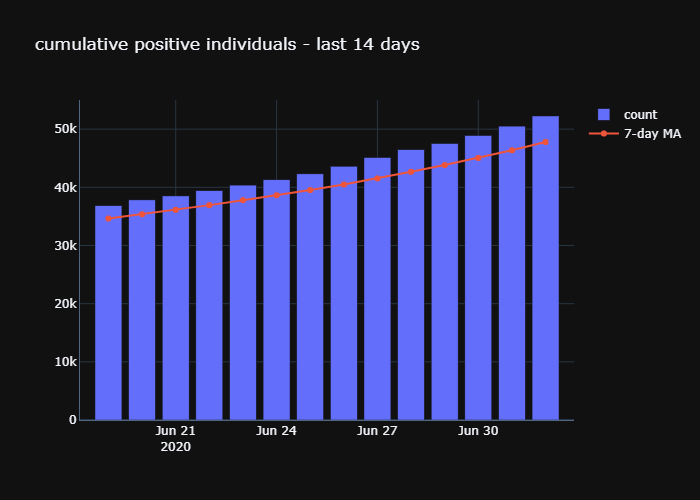 cumulative positive individuals - last 14 days
count
7-day MA
50k
40k
30k
20k
10k
0
Jun 21
2020
Jun 24
Jun 27
Jun 30